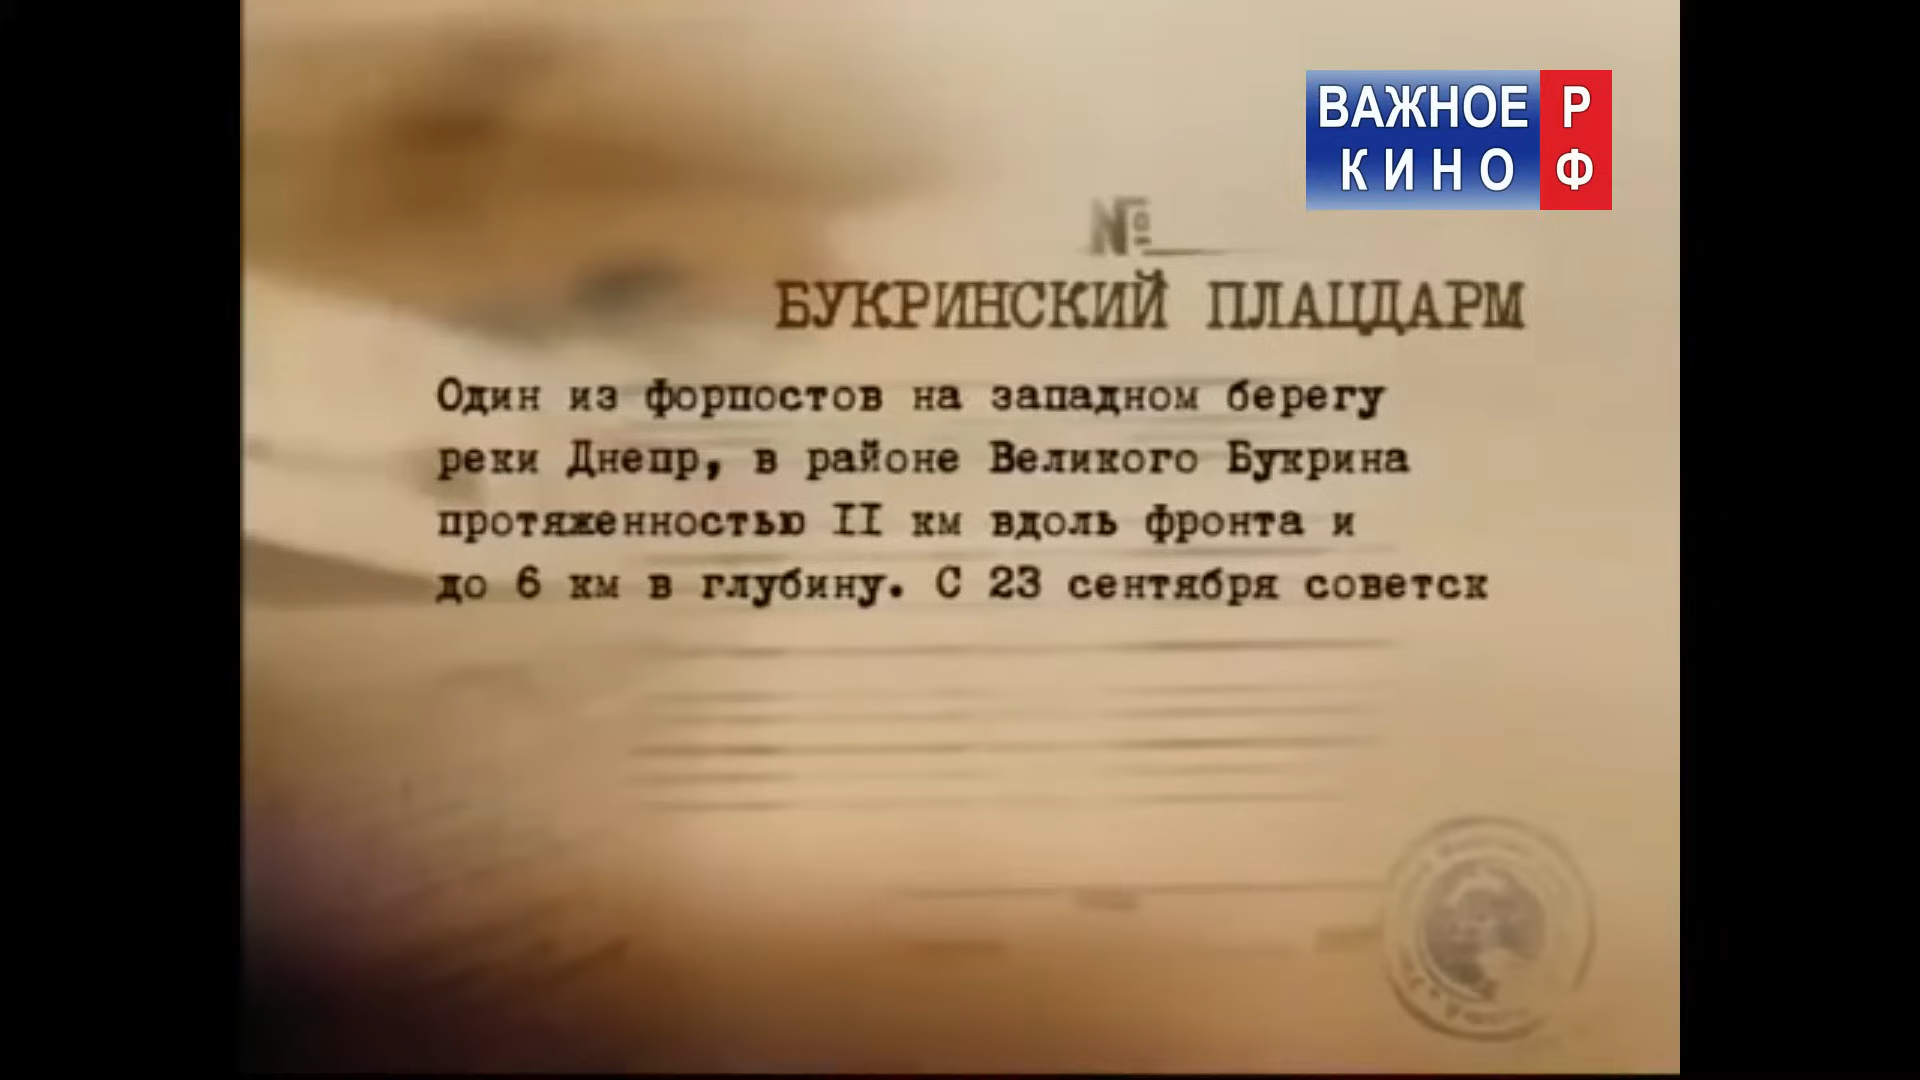 ВАЖНОЕ РФ
КИНО
№
БУКРИНСКИЙ ПЛАЦДАРМ
Один из форпостов на западном берегу
реки Днепр, в районе Великого Букрина
протяженностью II км вдоль фронта и
до 6 км в глубину. С 23 сентября советск